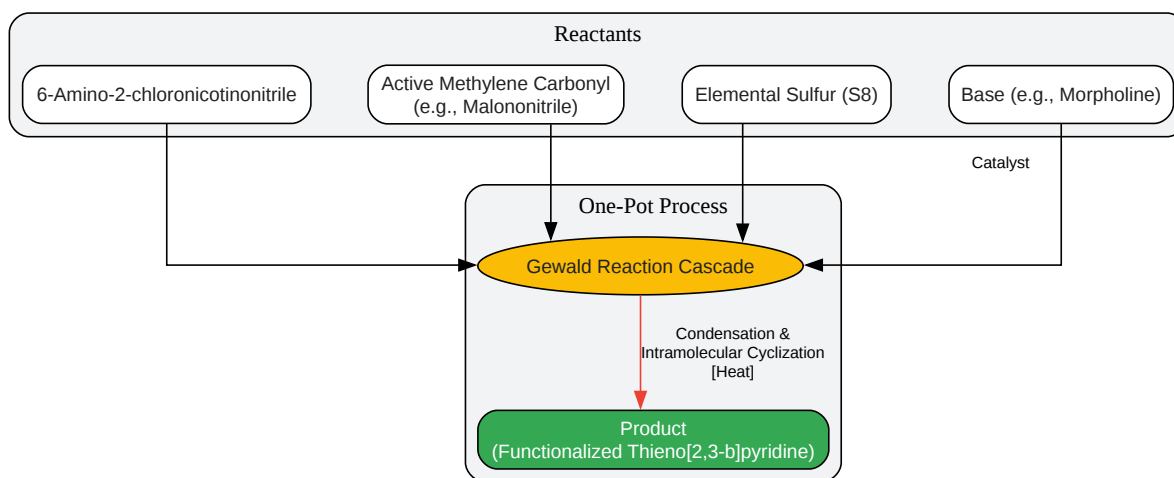 Reactants
6-Amino-2-chloronicotinonitrile
Active Methylene Carbonyl
(e.g., Malononitrile)
Elemental Sulfur (S8)
Base (e.g., Morpholine)
Catalyst
One-Pot Process
Gewald Reaction Cascade
Condensation &
Intramolecular Cyclization
[Heat]
Product
(Functionalized Thieno[2,3-b]pyridine)